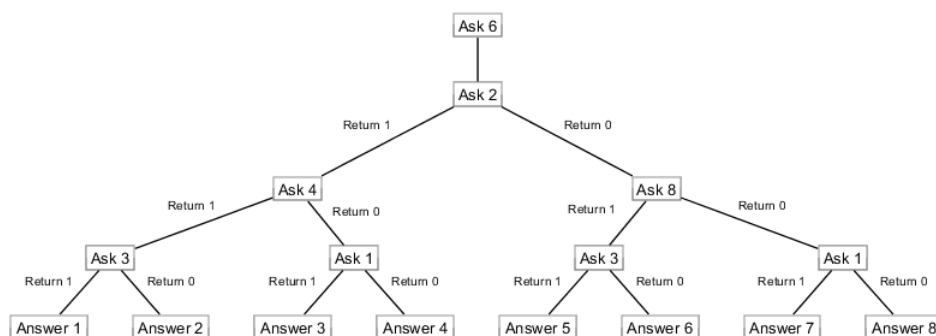 Ask 6
Ask 2
Return 1
Return 0
Ask 4
Ask 8
Return 1
Return 0
Return 1
Return 0
Ask 3
Ask 1
Ask 3
Ask 1
Return 1
Return 0
Return 1
Return 0
Return 1
Return 0
Return 1
Return 0
Answer 1
Answer 2
Answer 3
Answer 4
Answer 5
Answer 6
Answer 7
Answer 8